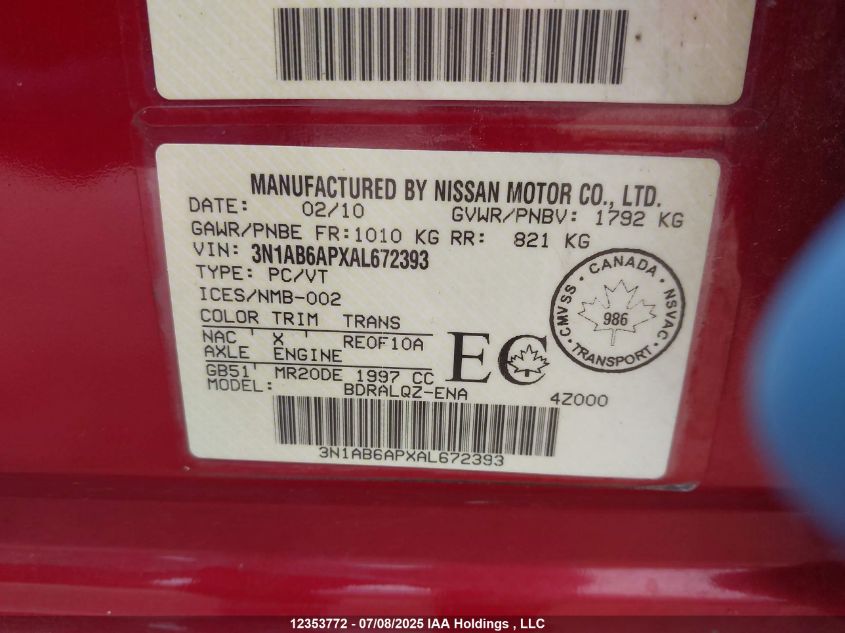 MANUFACTURED BY NISSAN MOTOR CO., LTD.
DATE: 02/10 GVWR/PNBV: 1792 KG
GAWR/PNBE FR:1010 KG RR: 821 KG
VIN: 3N1AB6APXAL672393
TYPE: PC/VT
ICES/NMB-002
COLOR TRIM TRANS
NAC ' X ' RE0F10A
AXLE ENGINE
GB51' MR20DE 1997 CC
MODEL: BDRALQZ-ENA
4Z000
EC
CANADA
CMVSS
NSVAC
986
TRANSPORT
3N1AB6APXAL672393
12353772 - 07/08/2025 IAA Holdings , LLC